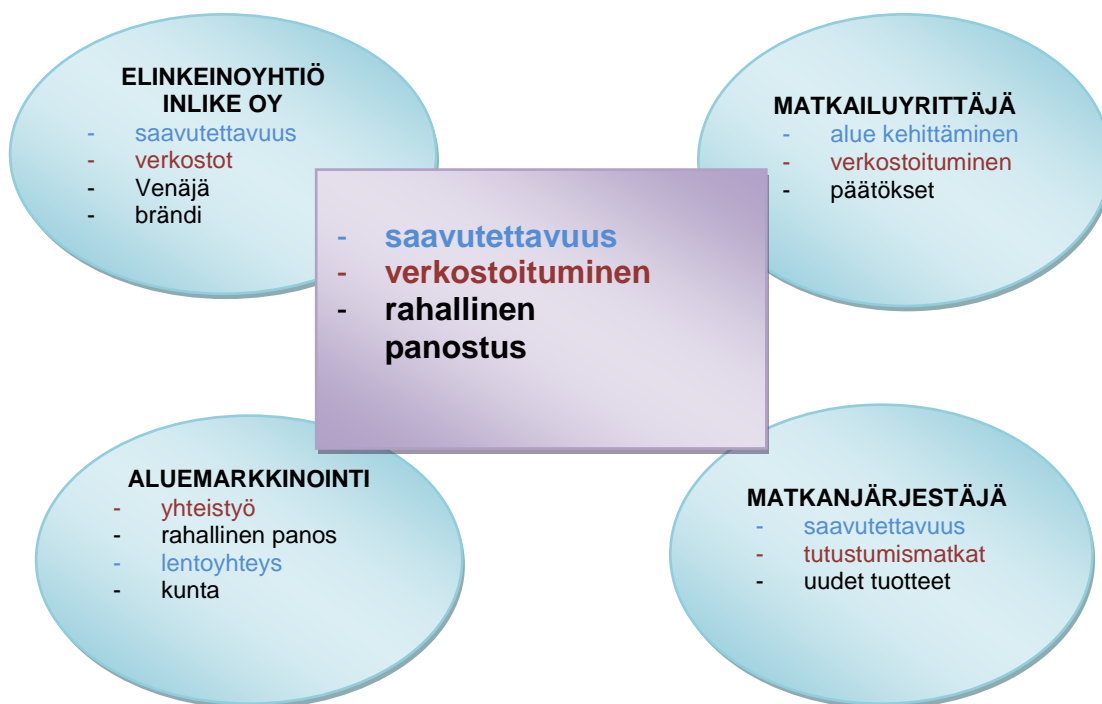 ELINKEINOYHTIÖ
INLIKE OY
- saavutettavuus
- verkostot
- Venäjä
- brändi
MATKAILUYRITTÄJÄ
- alue kehittäminen
- verkostoituminen
- päätökset
- saavutettavuus
- verkostoituminen
- rahallinen
panostus
ALUEMARKKINOINTI
- yhteistyö
- rahallinen panos
- lentoyhteys
- kunta
MATKANJÄRJESTÄJÄ
- saavutettavuus
- tutustumismatkat
- uudet tuotteet